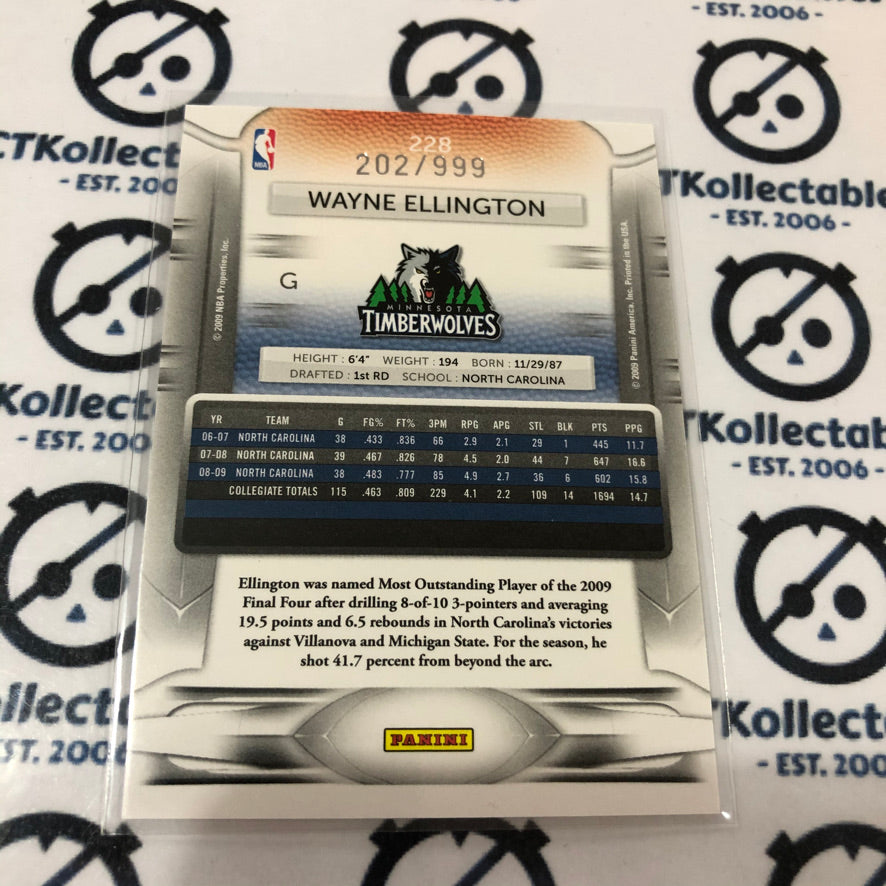 - EST. 2006 -
CTKollect
- EST. 200
TKollectable
- EST. 2006 -
NBA
228
202/999
WAYNE ELLINGTON
G
MINNESOTA
TIMBERWOLVES
© 2009 NBA Properties, Inc.
© 2009 Panini America, Inc. Printed in the USA.
HEIGHT : 6'4" WEIGHT : 194 BORN : 11/29/87
DRAFTED : 1st RD SCHOOL : NORTH CAROLINA
YR TEAM G FG% FT% 3PM RPG APG STL BLK PTS PPG
06-07 NORTH CAROLINA 38 .433 .836 66 2.9 2.1 29 1 445 11.7
07-08 NORTH CAROLINA 39 .467 .826 78 4.5 2.0 44 7 647 16.6
08-09 NORTH CAROLINA 38 .483 .777 85 4.9 2.7 36 6 602 15.8
COLLEGIATE TOTALS 115 .463 .809 229 4.1 2.2 109 14 1694 14.7
Kollect
- EST. 20
Kollectab
- EST. 2006
Ellington was named Most Outstanding Player of the 2009
Final Four after drilling 8-of-10 3-pointers and averaging
19.5 points and 6.5 rebounds in North Carolina's victories
against Villanova and Michigan State. For the season, he
shot 41.7 percent from beyond the arc.
llect
ST. 2006
Kollect
- EST. 200
PANINI